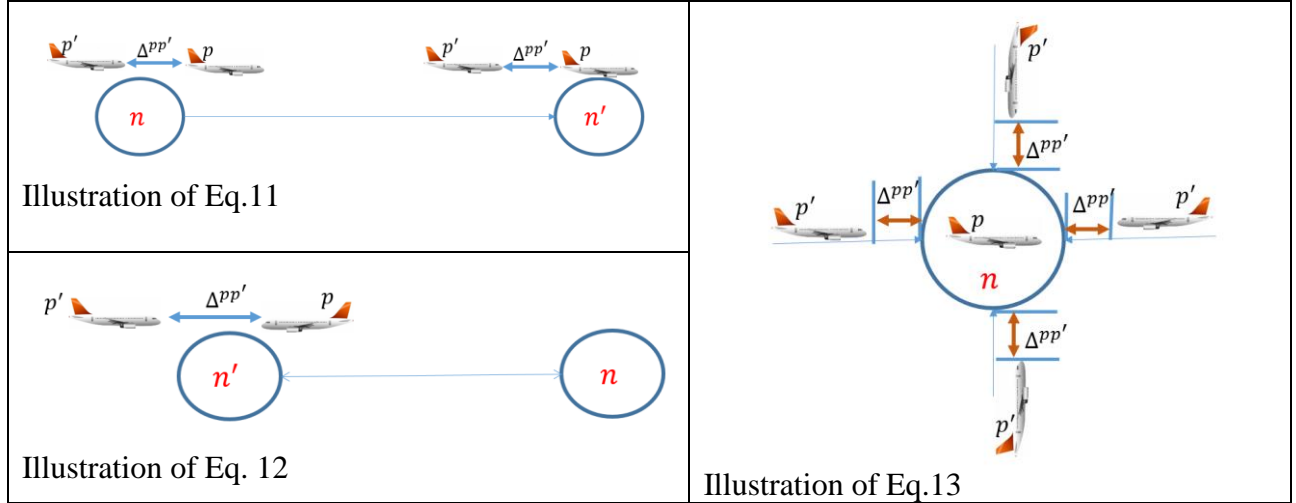 p′ Δ^{pp′} p p′ Δ^{pp′} p
n n′
Illustration of Eq.11
p′ Δ^{pp′} p
n′ n
Illustration of Eq. 12
p′
Δ^{pp′}
p′ Δ^{pp′} p Δ^{pp′} p′
n
Δ^{pp′}
p′
Illustration of Eq.13